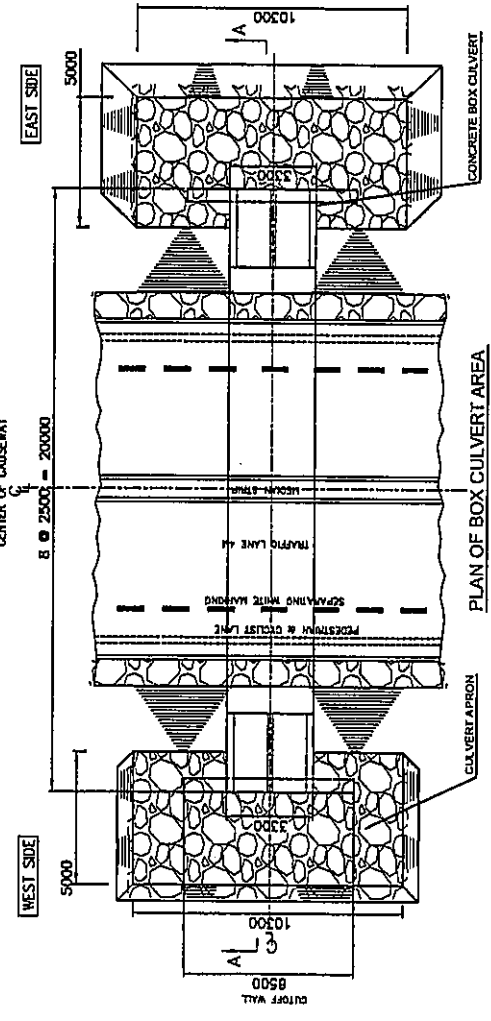 CENTER OF CAUSEWAY
C L
8 @ 2500 = 20000
WEST SIDE
EAST SIDE
5000
5000
10300
10300
8500
CUTOFF WALL
3300
3300
A
A
C L
PEDESTRIAN & CYCLIST LANE
SEPARATING WHITE MARKING
TRAFFIC LANE 4M
MEDIAN STRIP
CULVERT APRON
CONCRETE BOX CULVERT
PLAN OF BOX CULVERT AREA